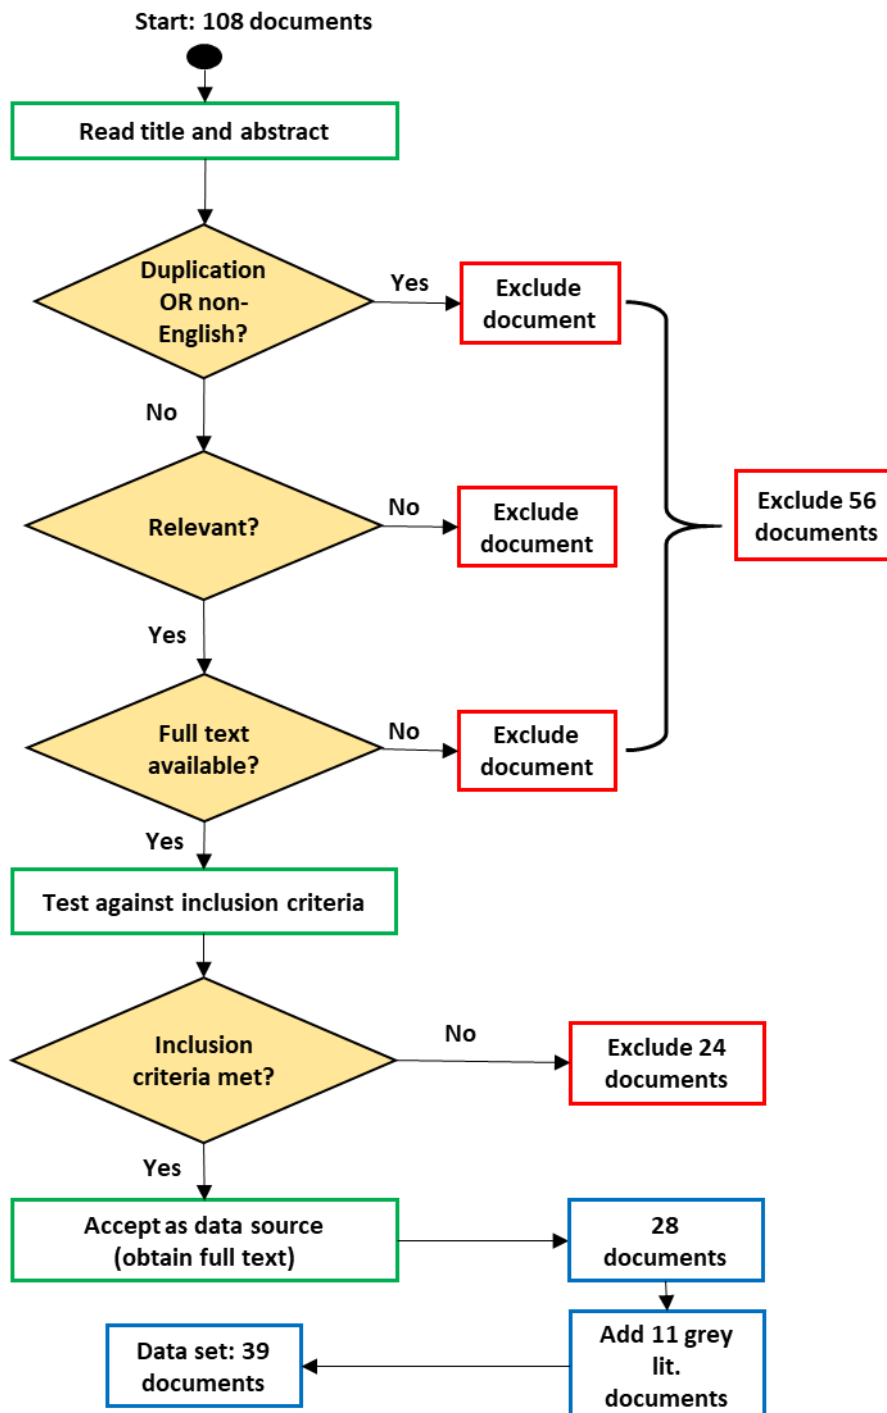 Start: 108 documents
Read title and abstract
Duplication
OR non-
English?
Yes
Exclude
document
No
Relevant?
No
Exclude
document
Exclude 56
documents
Yes
Full text
available?
No
Exclude
document
Yes
Test against inclusion criteria
Inclusion
criteria met?
No
Exclude 24
documents
Yes
Accept as data source
(obtain full text)
28
documents
Add 11 grey
lit.
documents
Data set: 39
documents